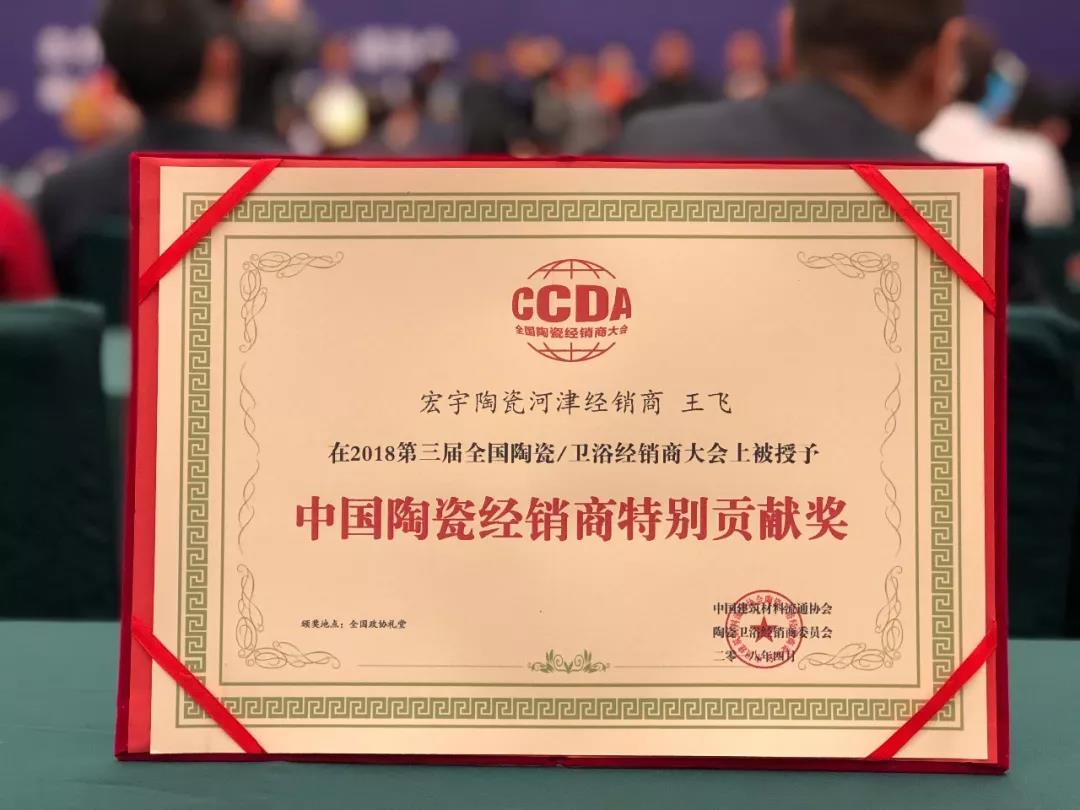 CCDA
全国陶瓷经销商大会
宏宇陶瓷河津经销商 王飞
在2018第三届全国陶瓷/卫浴经销商大会上被授予
中国陶瓷经销商特别贡献奖
颁奖地点：全国政协礼堂
中国建筑材料流通协会
陶瓷卫浴经销商委员会
二零一八年四月